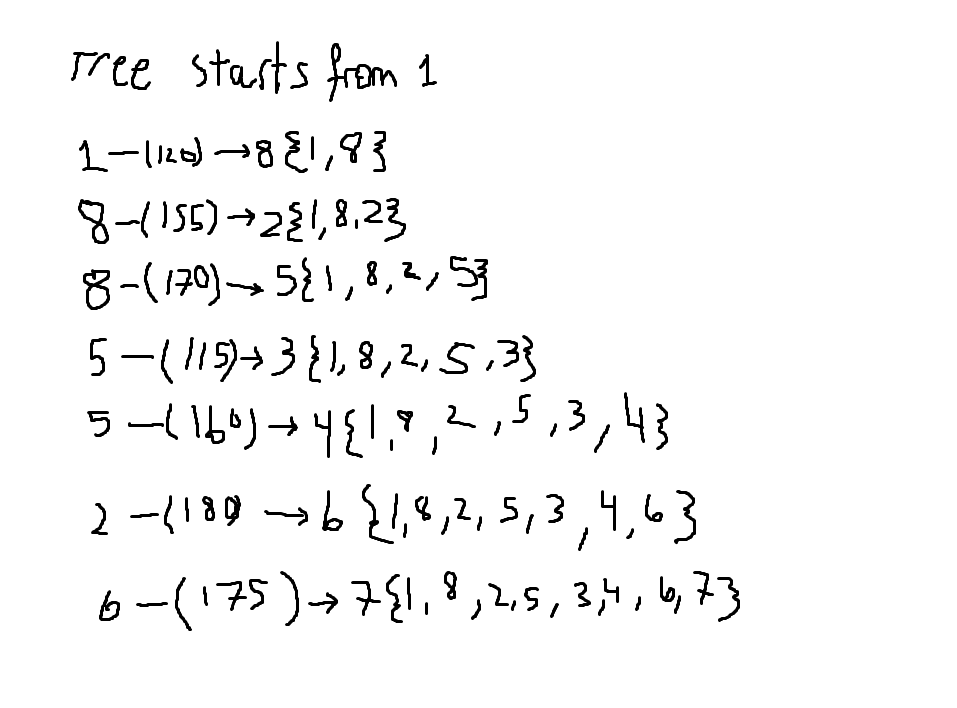 Tree starts from 1
1 —(120) → 8 {1, 8}
8 —(155) → 2 {1, 8, 2}
8 —(170) → 5 {1, 8, 2, 5}
5 —(115) → 3 {1, 8, 2, 5, 3}
5 —(160) → 4 {1, 8, 2, 5, 3, 4}
2 —(180) → 6 {1, 8, 2, 5, 3, 4, 6}
6 —(175) → 7 {1, 8, 2, 5, 3, 4, 6, 7}